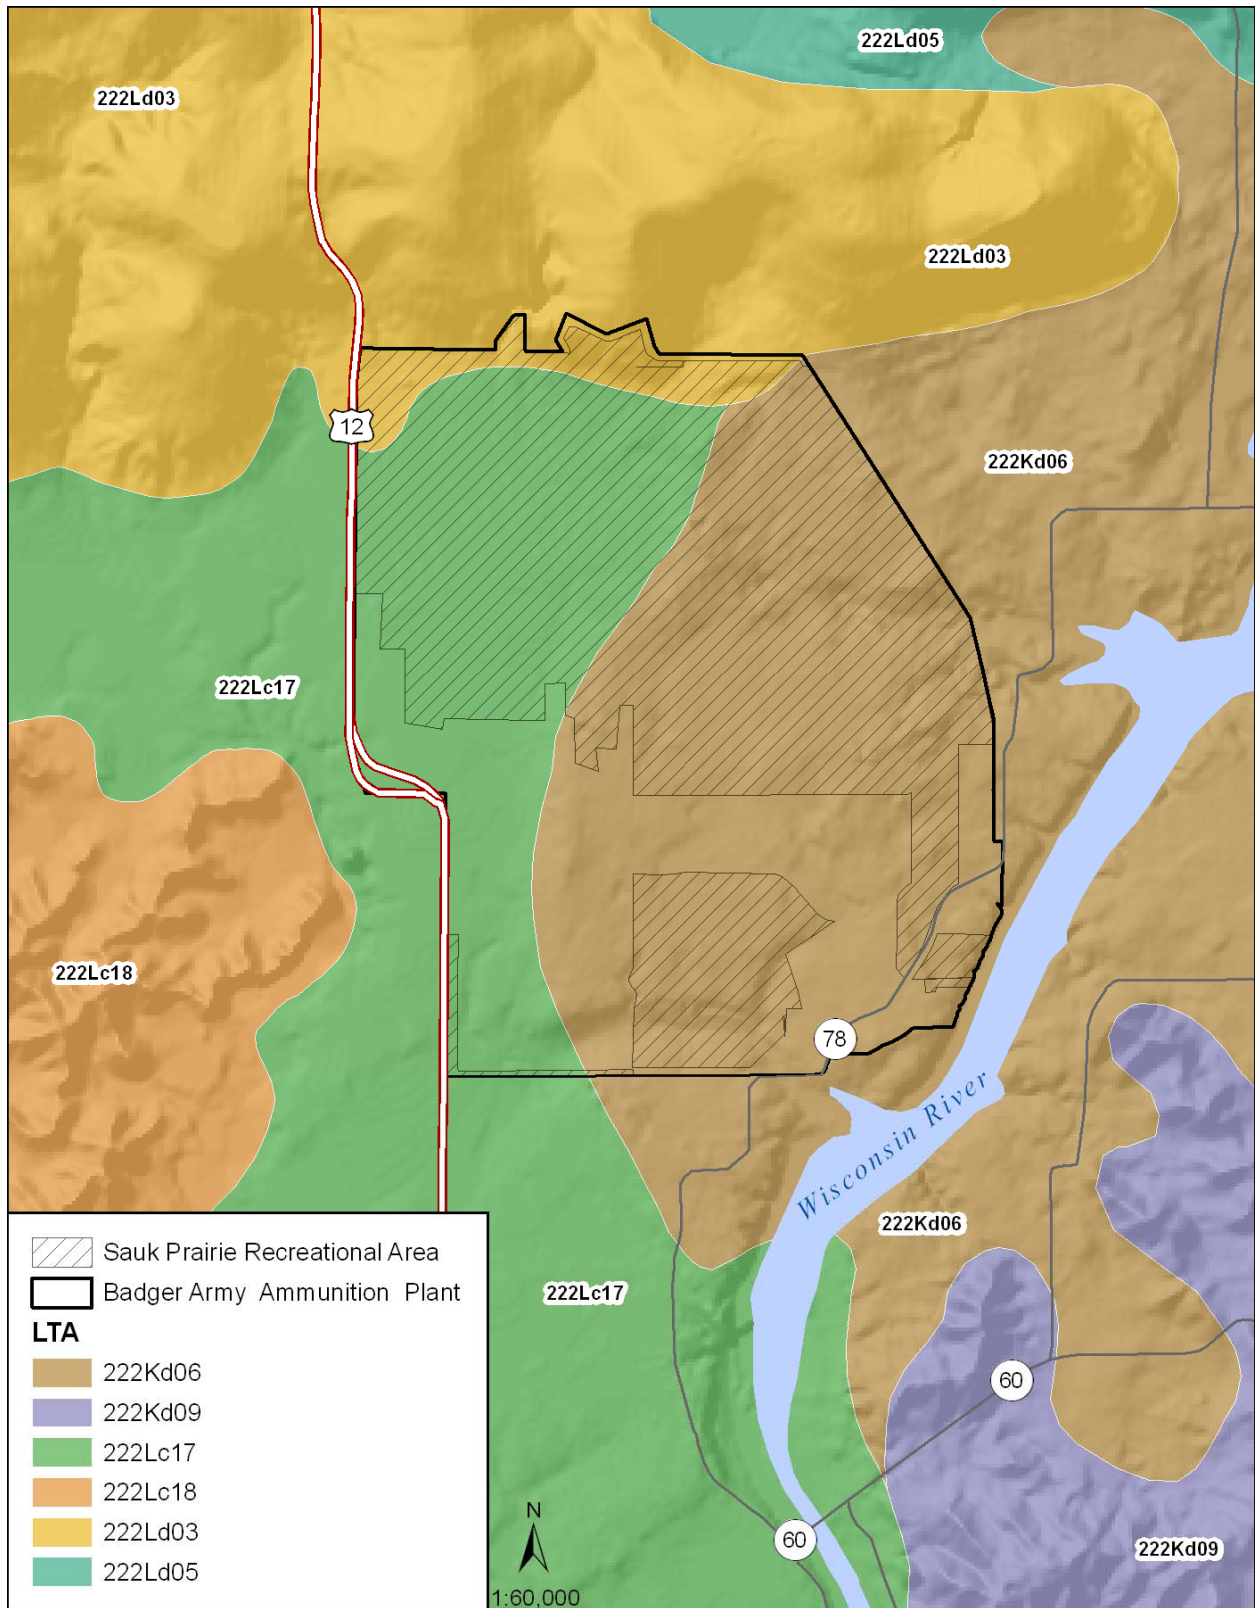 222Ld05
222Ld03
222Ld03
12
222Kd06
222Lc17
222Lc18
78
Wisconsin River
222Kd06
222Lc17
60
60
222Kd09
Sauk Prairie Recreational Area
Badger Army Ammunition Plant
LTA
222Kd06
222Kd09
222Lc17
222Lc18
222Ld03
222Ld05
N
1:60,000